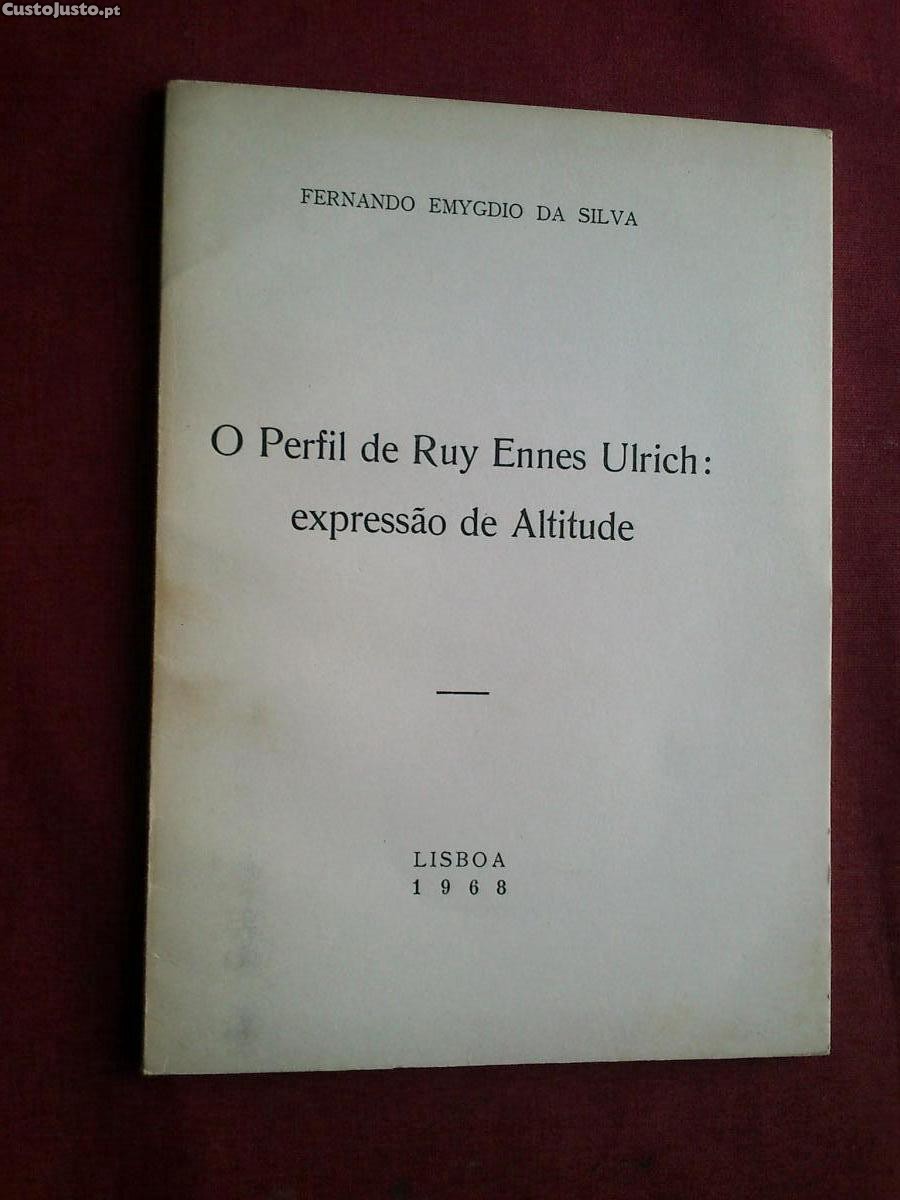 CustoJusto.pt
FERNANDO EMYGDIO DA SILVA
O Perfil de Ruy Ennes Ulrich:
expressão de Altitude
LISBOA
1968